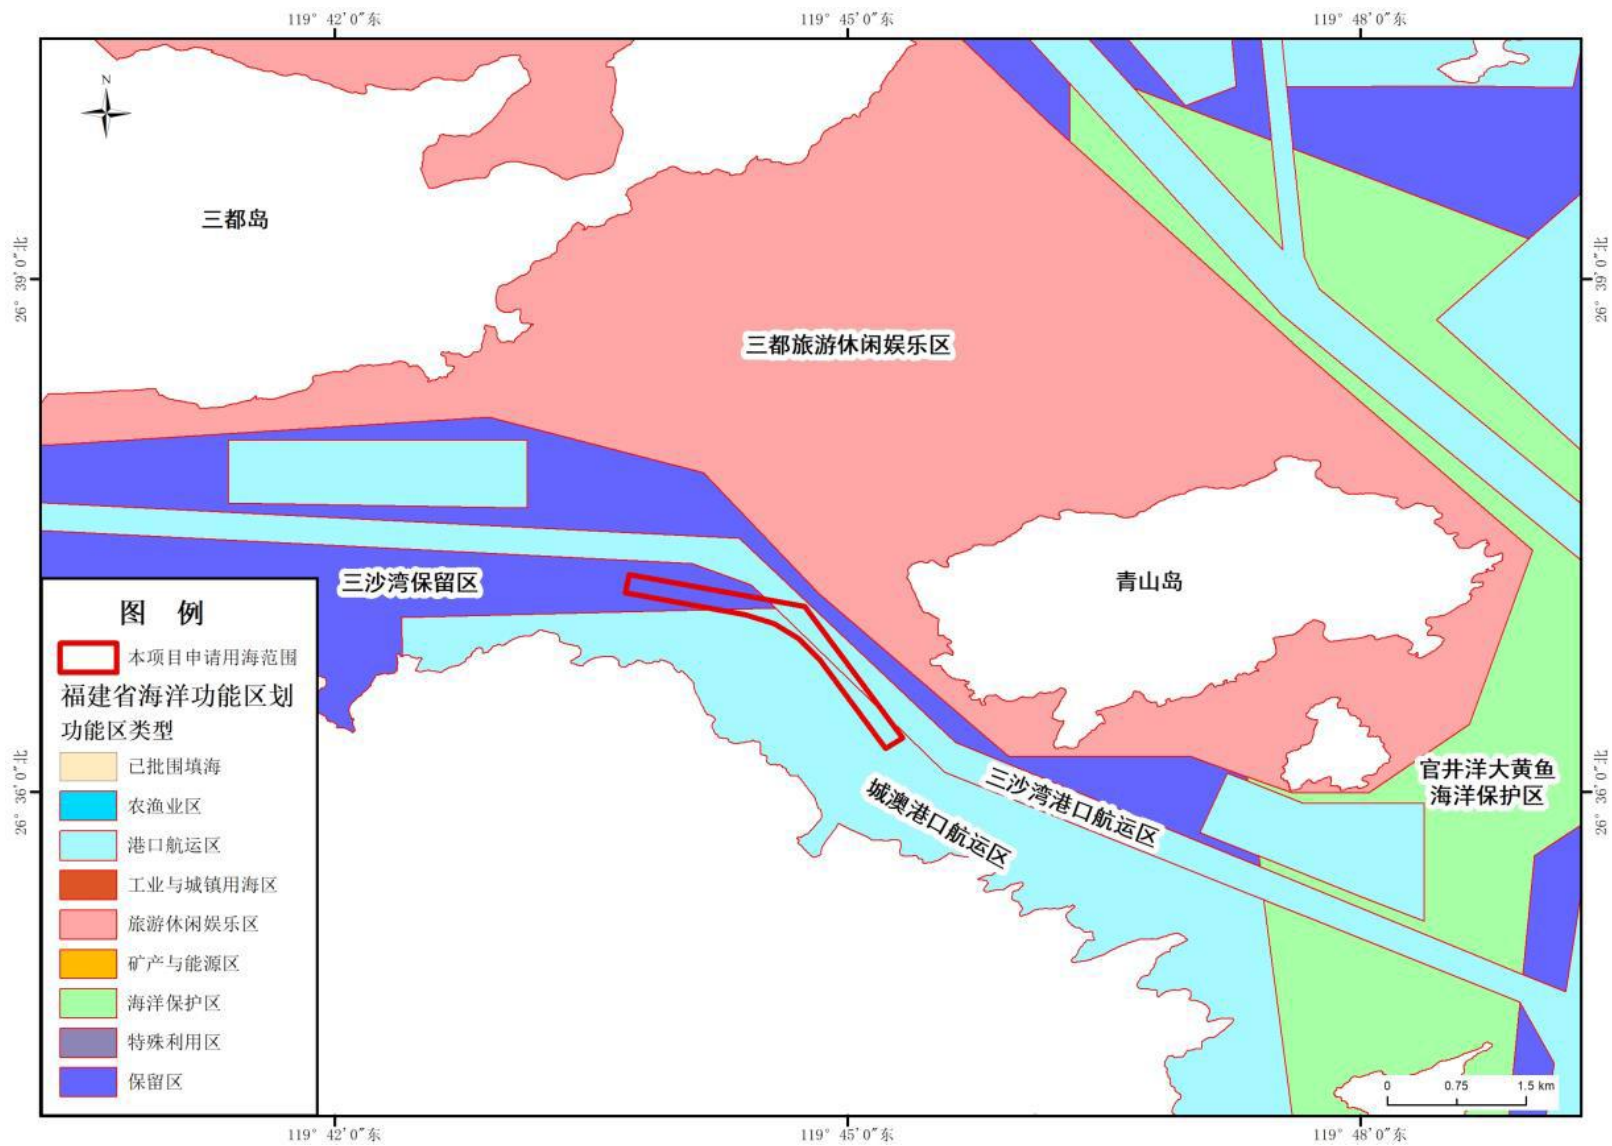 119° 42′0″东
119° 45′0″东
119° 48′0″东
N
三都岛
26° 39′0″北
26° 39′0″北
三都旅游休闲娱乐区
三沙湾保留区
青山岛
官井洋大黄鱼
海洋保护区
三沙湾港口航运区
城澳港口航运区
26° 36′0″北
26° 36′0″北
图 例
本项目申请用海范围
福建省海洋功能区划
功能区类型
已批围填海
农渔业区
港口航运区
工业与城镇用海区
旅游休闲娱乐区
矿产与能源区
海洋保护区
特殊利用区
保留区
0 0.75 1.5 km
119° 42′0″东
119° 45′0″东
119° 48′0″东